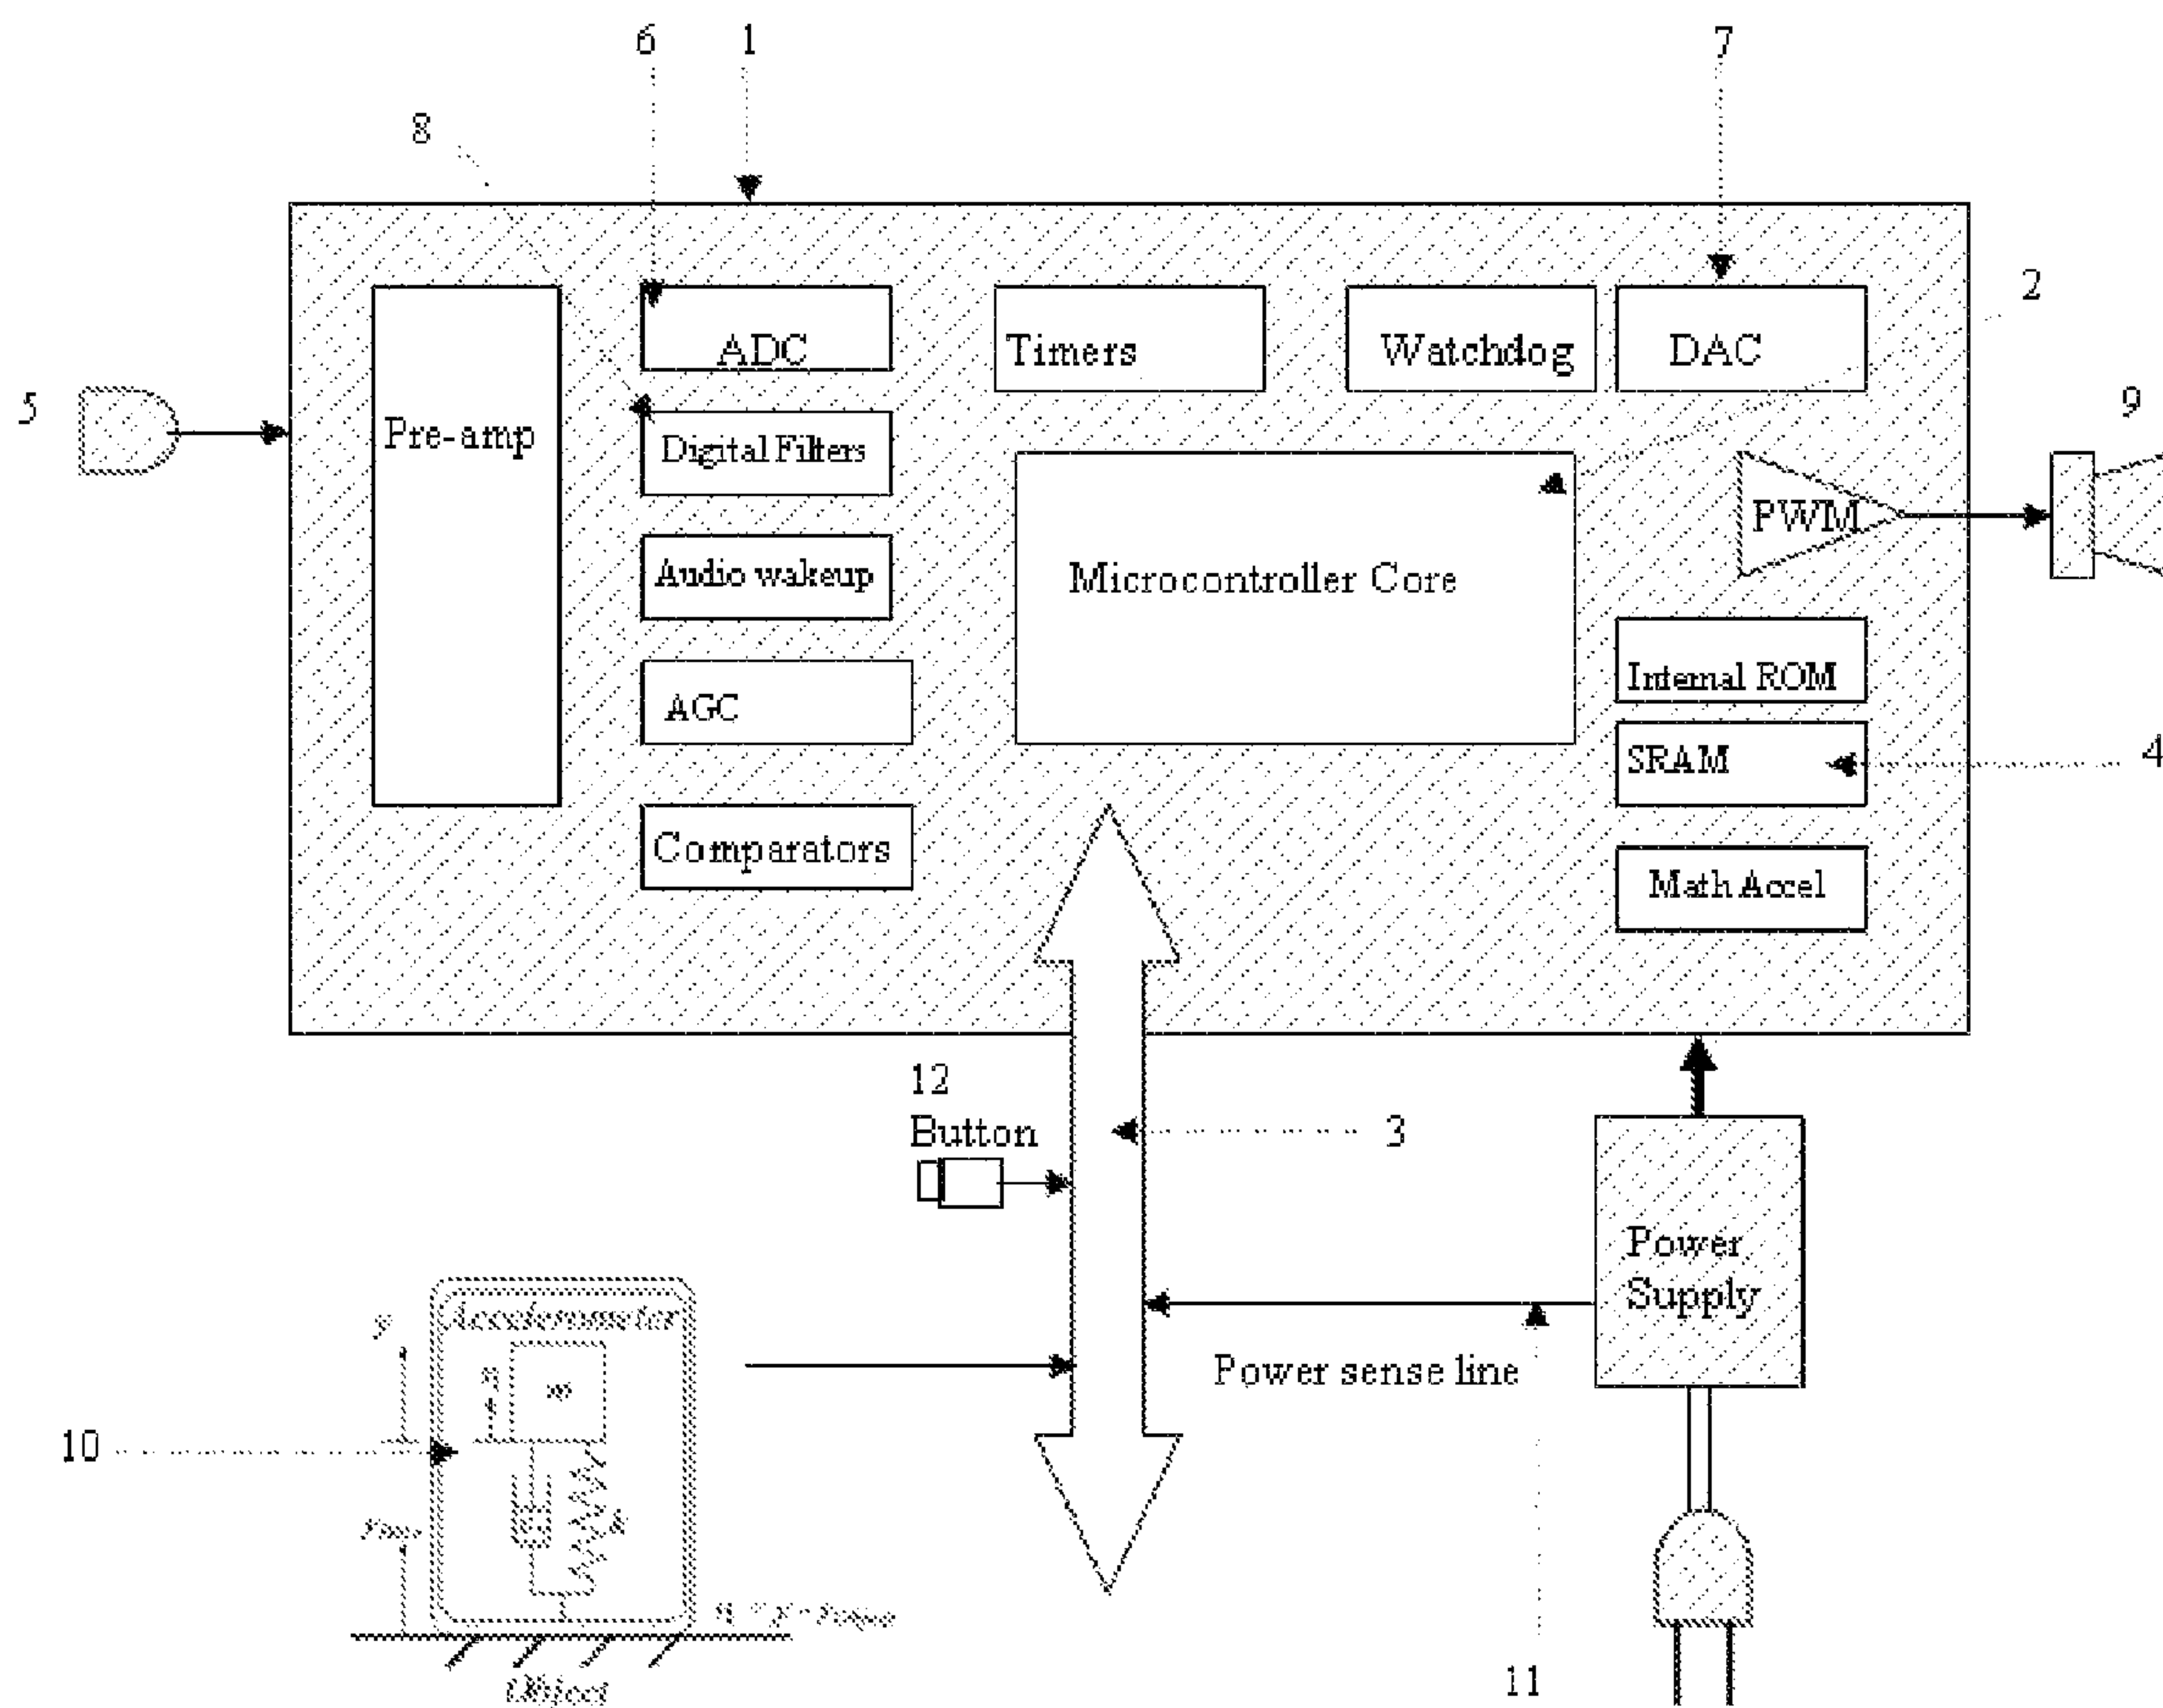 6
1
7
8
2
5
9
ADC
Timers
Watchdog
DAC
Pre-amp
Digital Filters
PWM
Audio wakeup
Microcontroller Core
Internal ROM
AGC
SRAM
4
Comparators
Math Accel
12
Button
3
Power
Supply
Accelerometer
y
m
Power sense line
10
k
Object
11